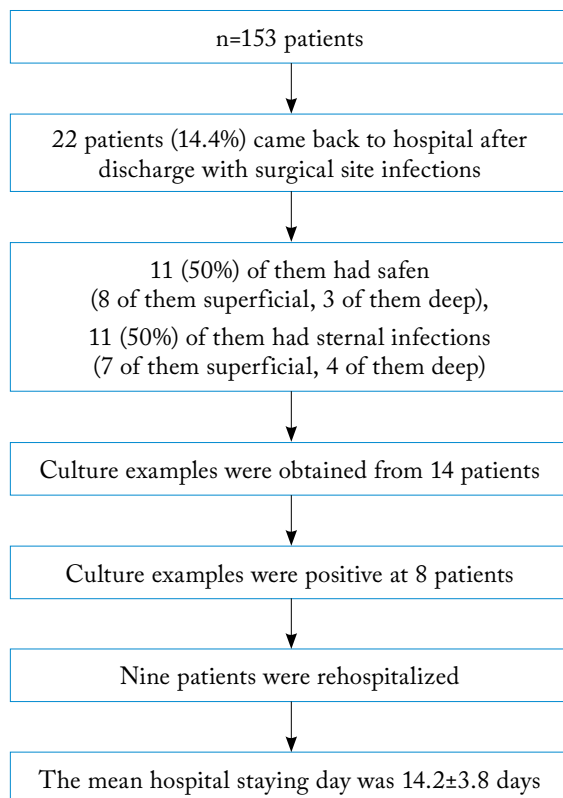 n=153 patients
22 patients (14.4%) came back to hospital after
discharge with surgical site infections
11 (50%) of them had safen
(8 of them superficial, 3 of them deep),
11 (50%) of them had sternal infections
(7 of them superficial, 4 of them deep)
Culture examples were obtained from 14 patients
Culture examples were positive at 8 patients
Nine patients were rehospitalized
The mean hospital staying day was 14.2±3.8 days